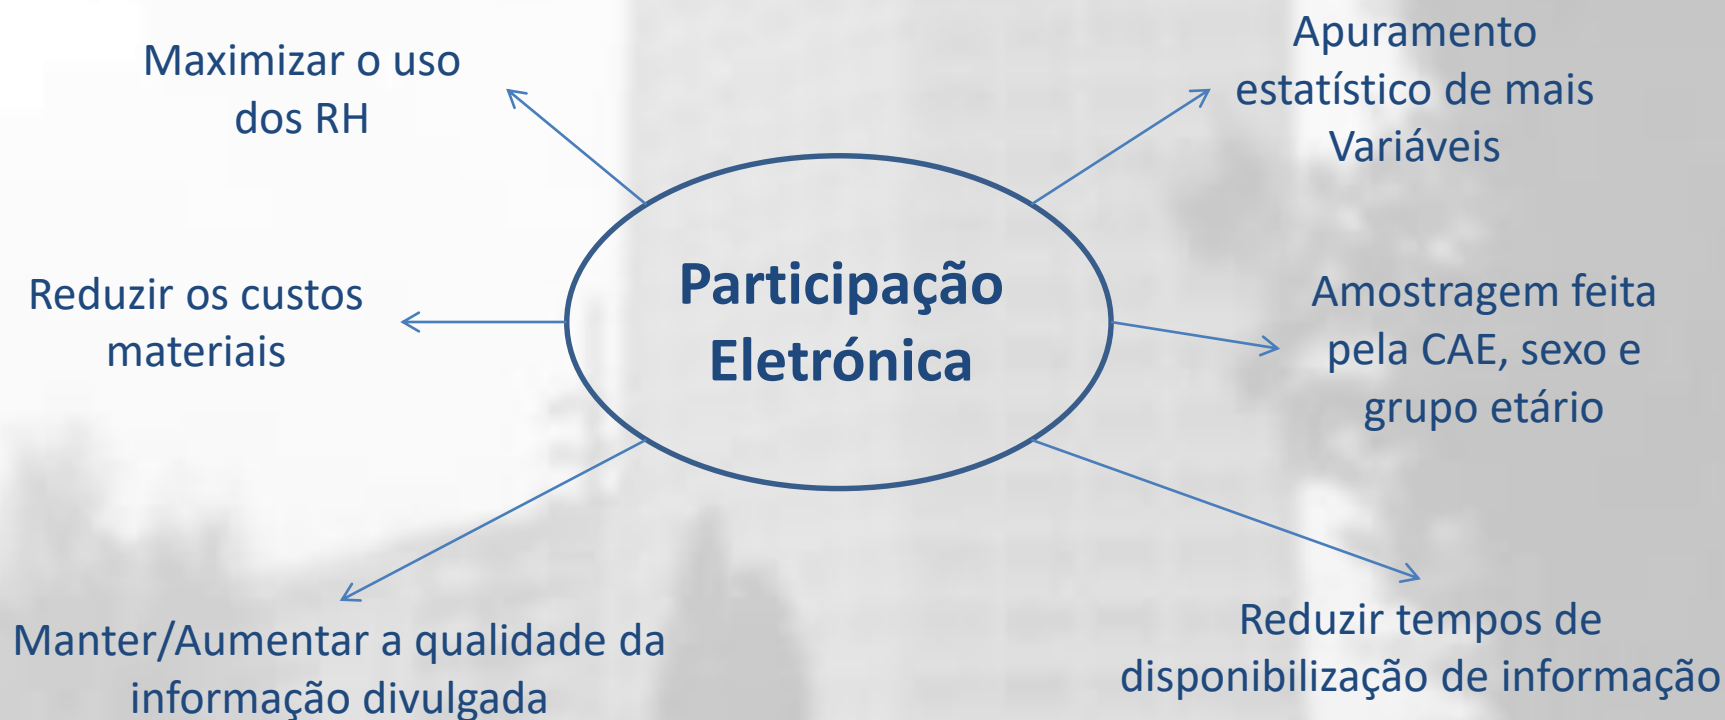 Maximizar o uso
dos RH
Apuramento
estatístico de mais
Variáveis
Reduzir os custos
materiais
Participação
Eletrónica
Amostragem feita
pela CAE, sexo e
grupo etário
Manter/Aumentar a qualidade da
informação divulgada
Reduzir tempos de
disponibilização de informação